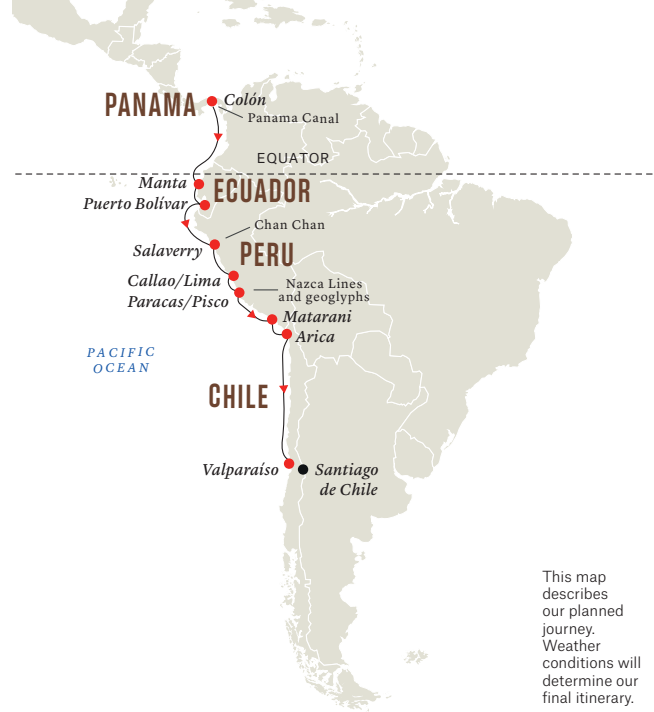 PANAMA
Colón
Panama Canal
EQUATOR
Manta
ECUADOR
Puerto Bolívar
Chan Chan
Salaverry
PERU
Callao/Lima
Nazca Lines
and geoglyphs
Paracas/Pisco
Matarani
Arica
PACIFIC
OCEAN
CHILE
Valparaíso
Santiago
de Chile
This map
describes
our planned
journey.
Weather
conditions will
determine our
final itinerary.